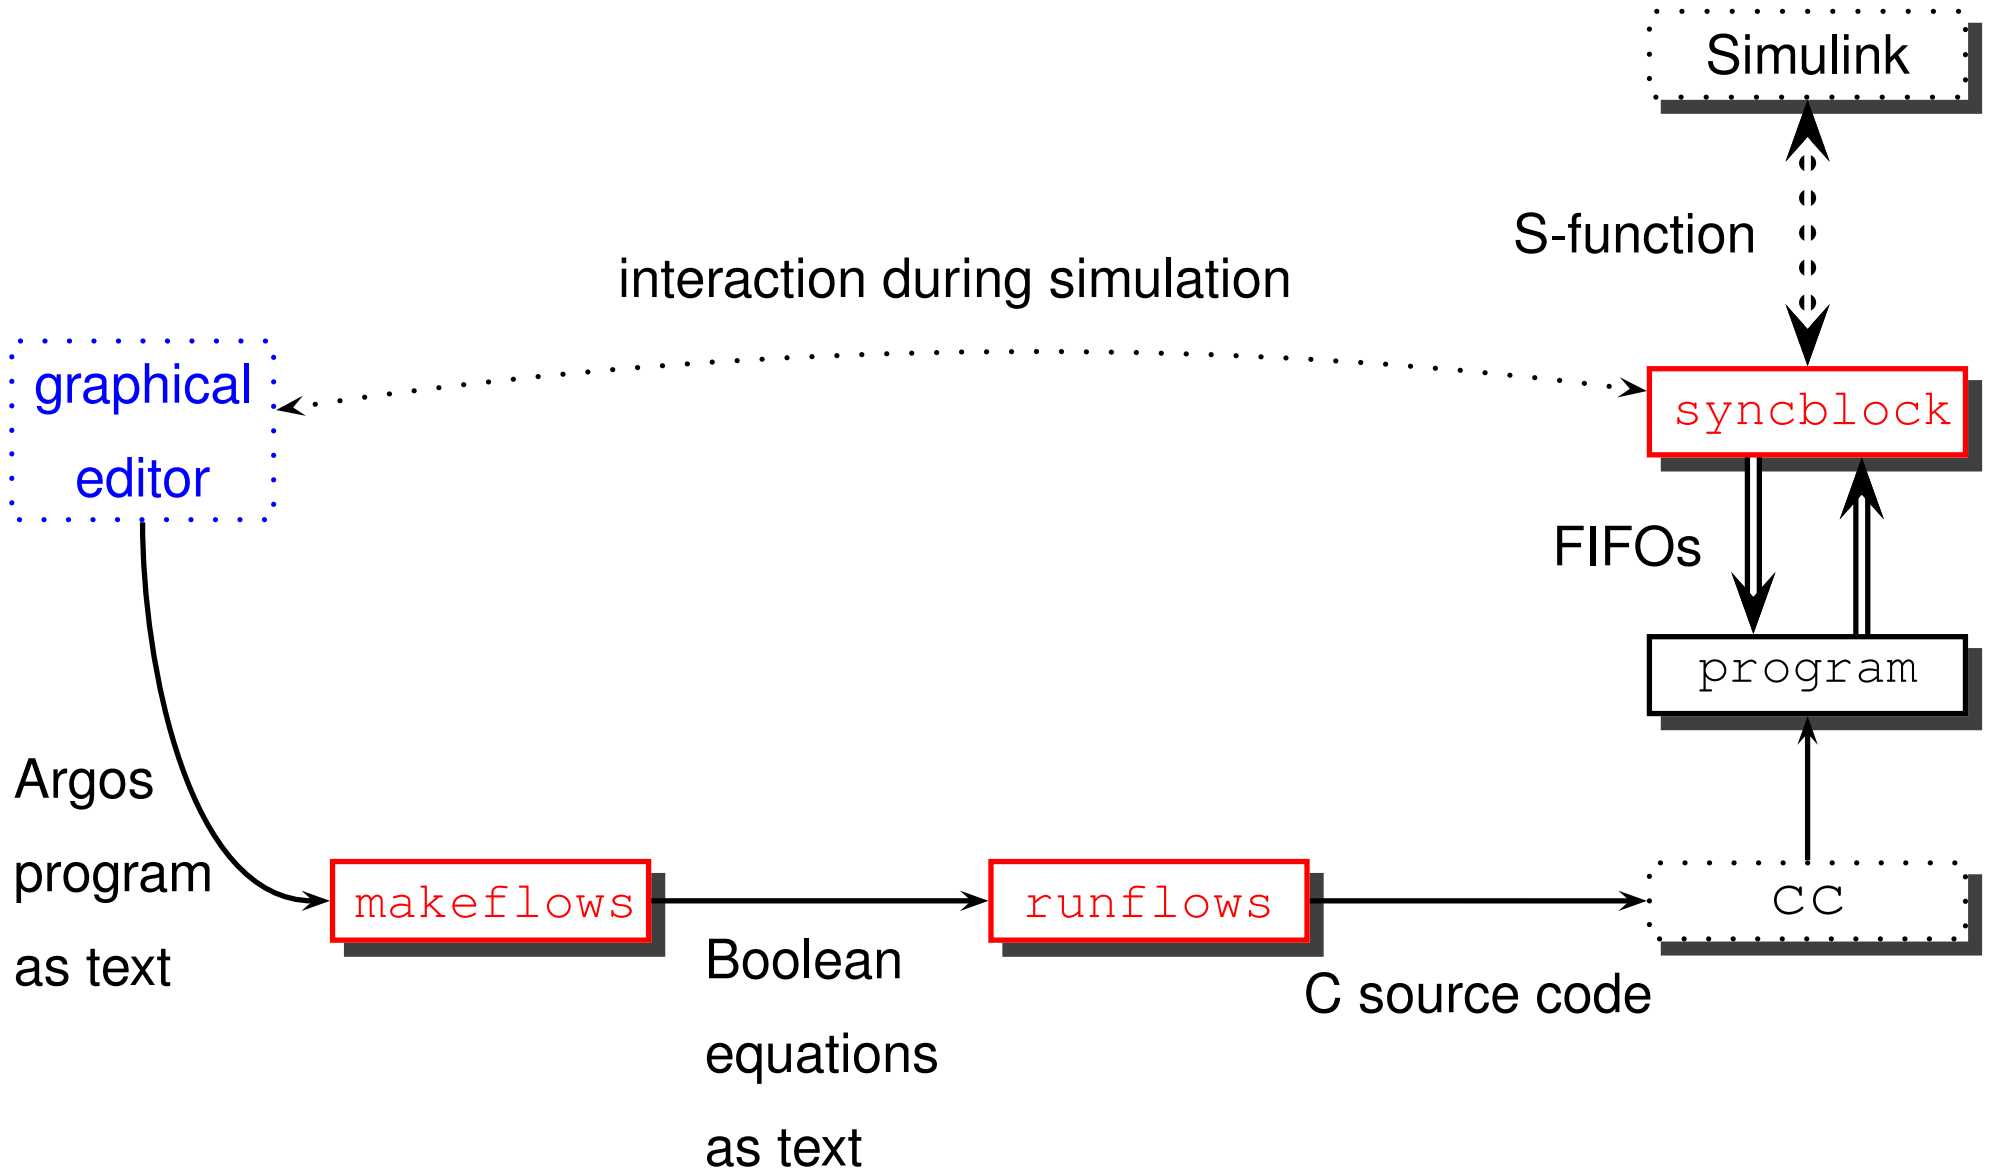 Simulink
S-function
interaction during simulation
graphical
editor
syncblock
FIFOs
program
Argos
program
as text
makeflows
runflows
cc
Boolean
equations
as text
C source code